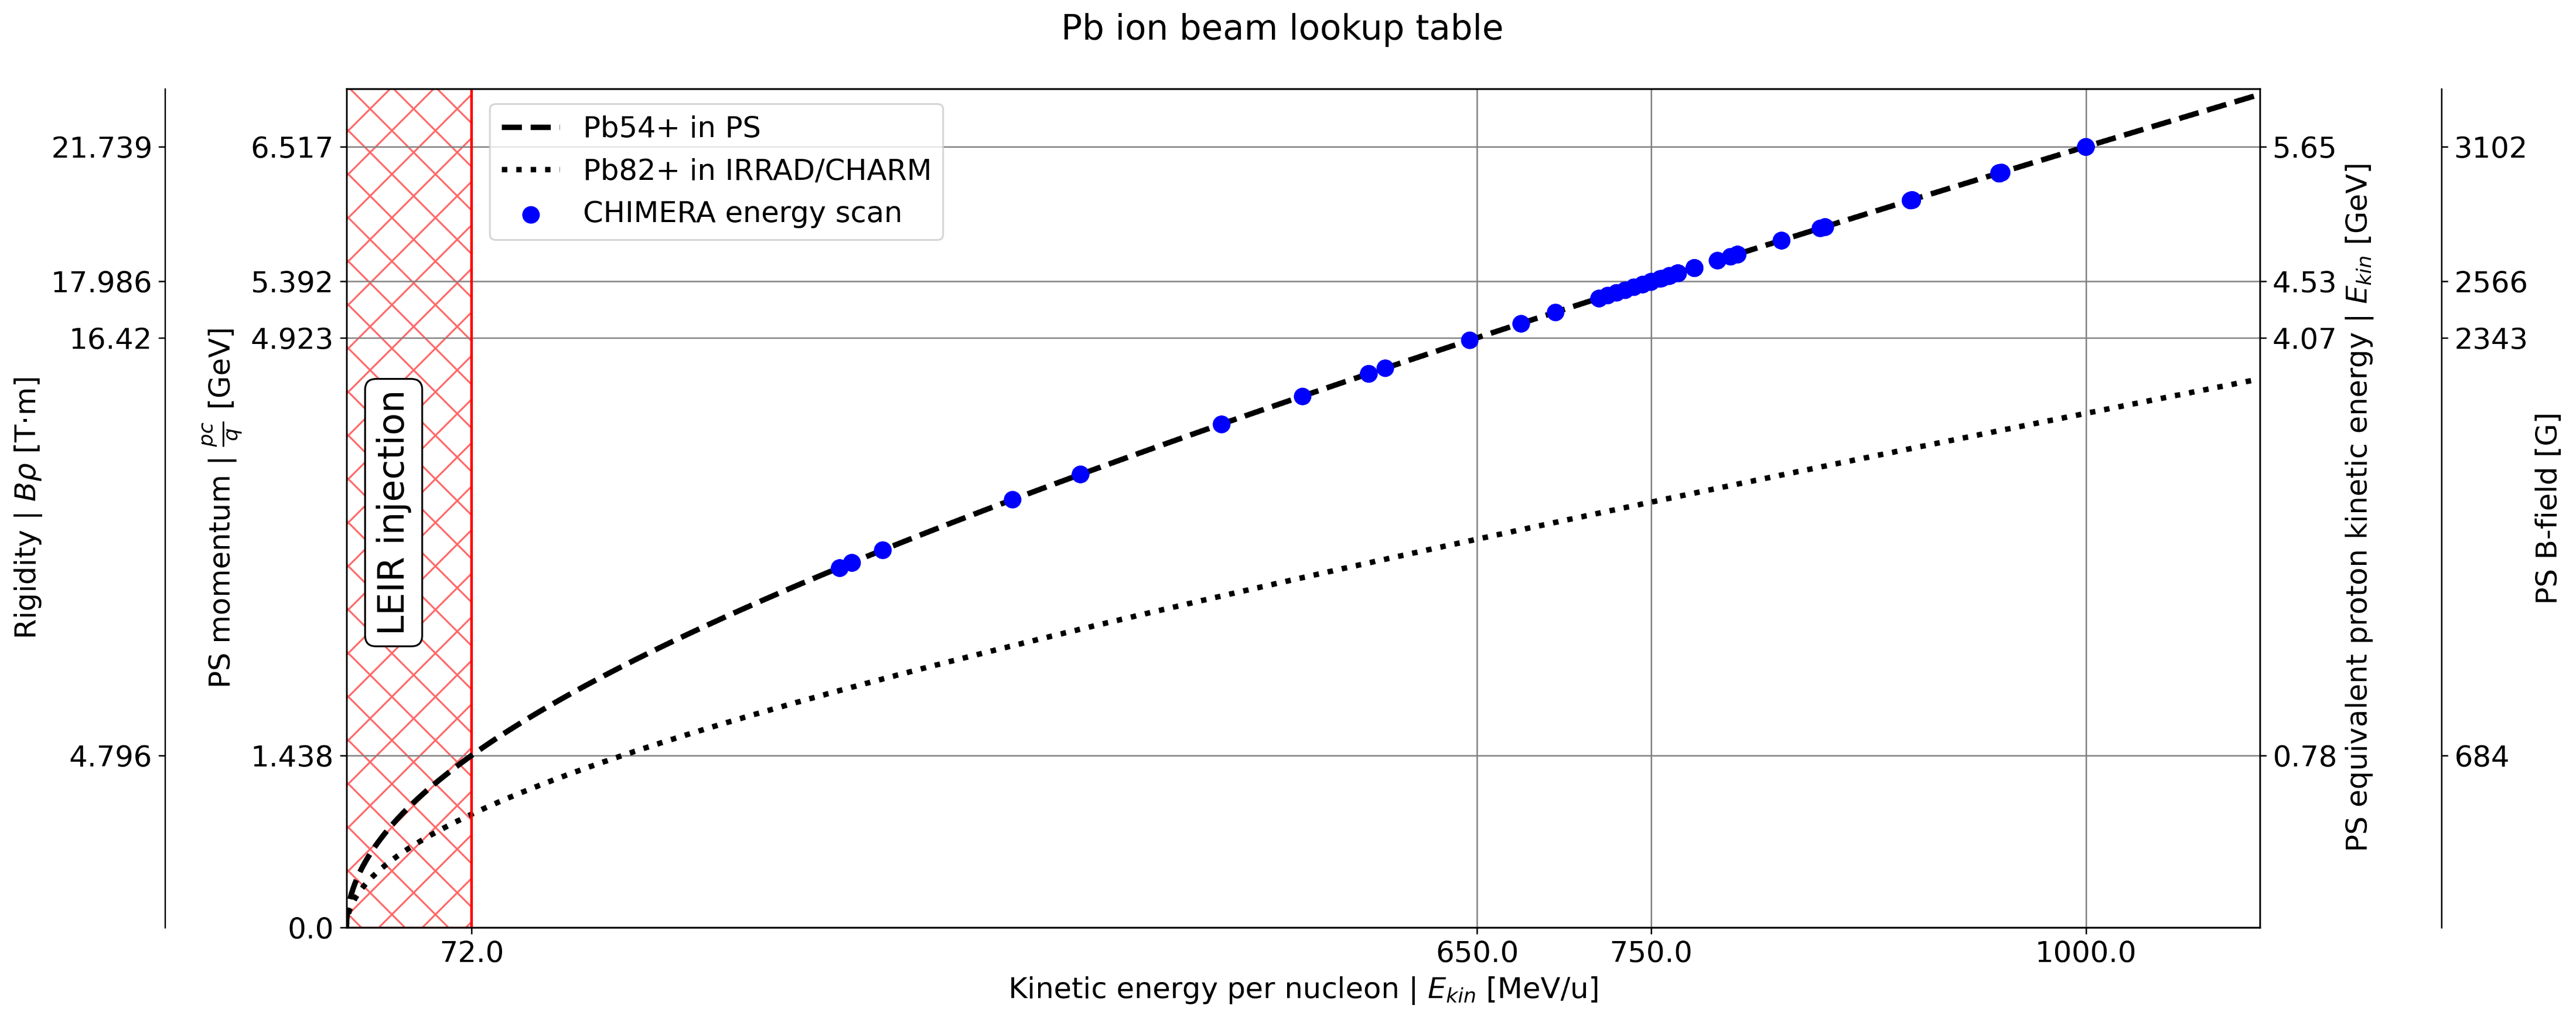 Pb ion beam lookup table
Pb54+ in PS
Pb82+ in IRRAD/CHARM
CHIMERA energy scan
LEIR injection
Rigidity | Bρ [T·m]
21.739
17.986
16.42
4.796
PS momentum | pc/q [GeV]
6.517
5.392
4.923
1.438
0.0
72.0 650.0 750.0 1000.0
Kinetic energy per nucleon | Ekin [MeV/u]
5.65
4.53
4.07
0.78
PS equivalent proton kinetic energy | Ekin [GeV]
3102
2566
2343
684
PS B-field [G]